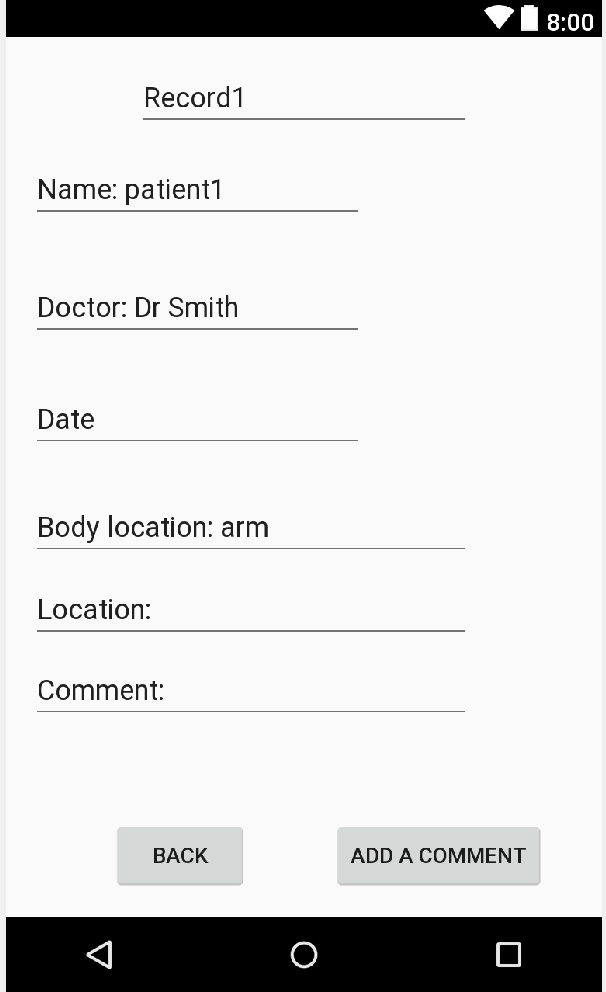 8:00
Record1
Name: patient1
Doctor: Dr Smith
Date
Body location: arm
Location:
Comment:
BACK
ADD A COMMENT